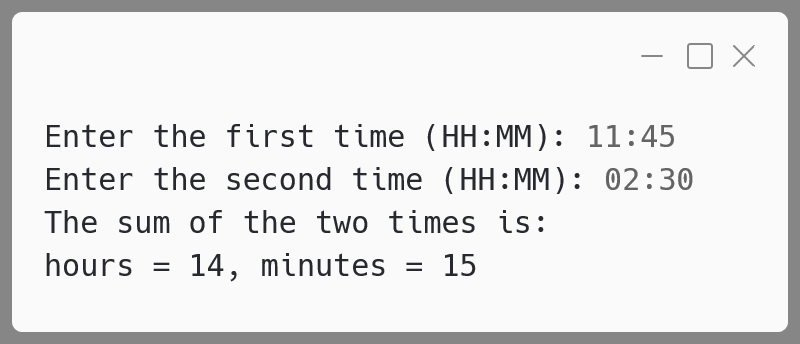 Enter the first time (HH:MM): 11:45
Enter the second time (HH:MM): 02:30
The sum of the two times is:
hours = 14, minutes = 15